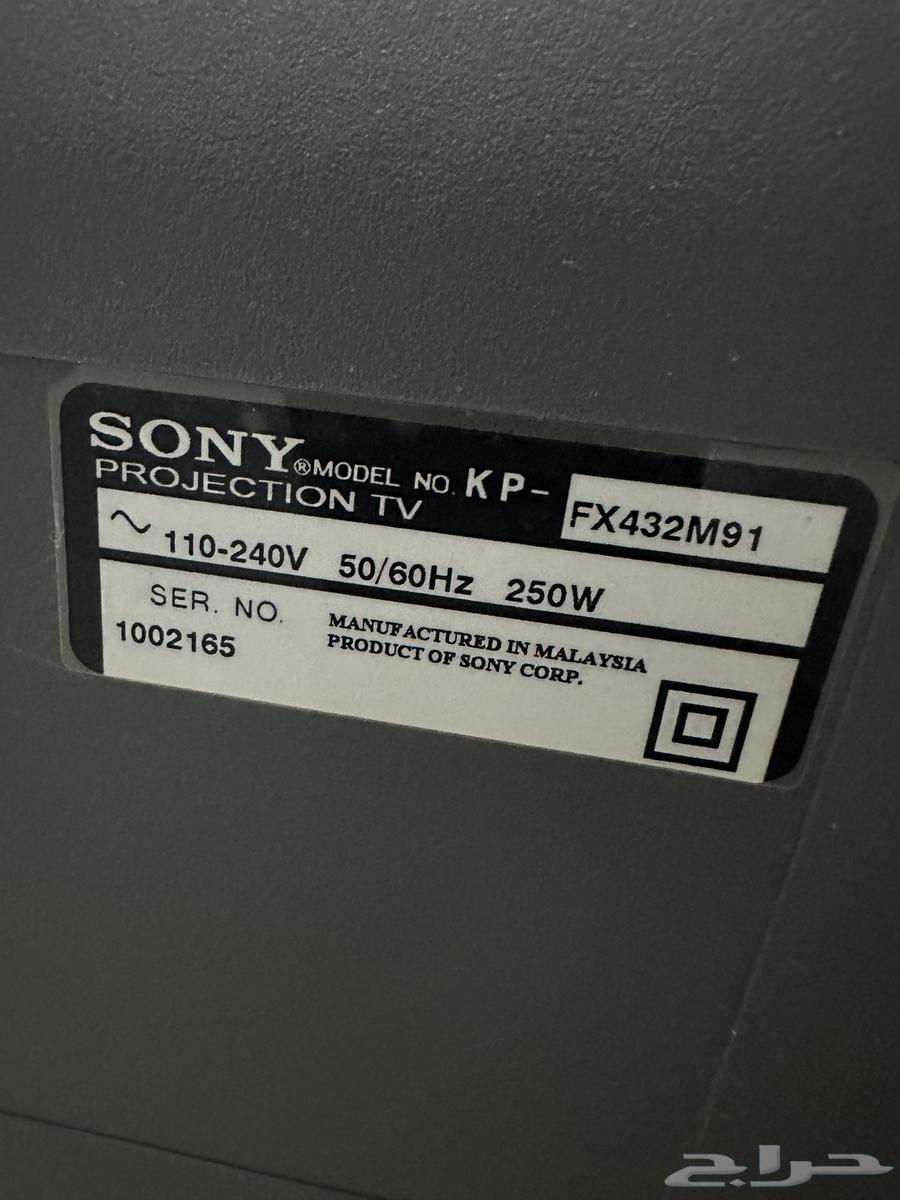 SONY® MODEL NO. KP- FX432M91
PROJECTION TV
~ 110-240V 50/60Hz 250W
SER. NO.
1002165
MANUFACTURED IN MALAYSIA
PRODUCT OF SONY CORP.
حراج